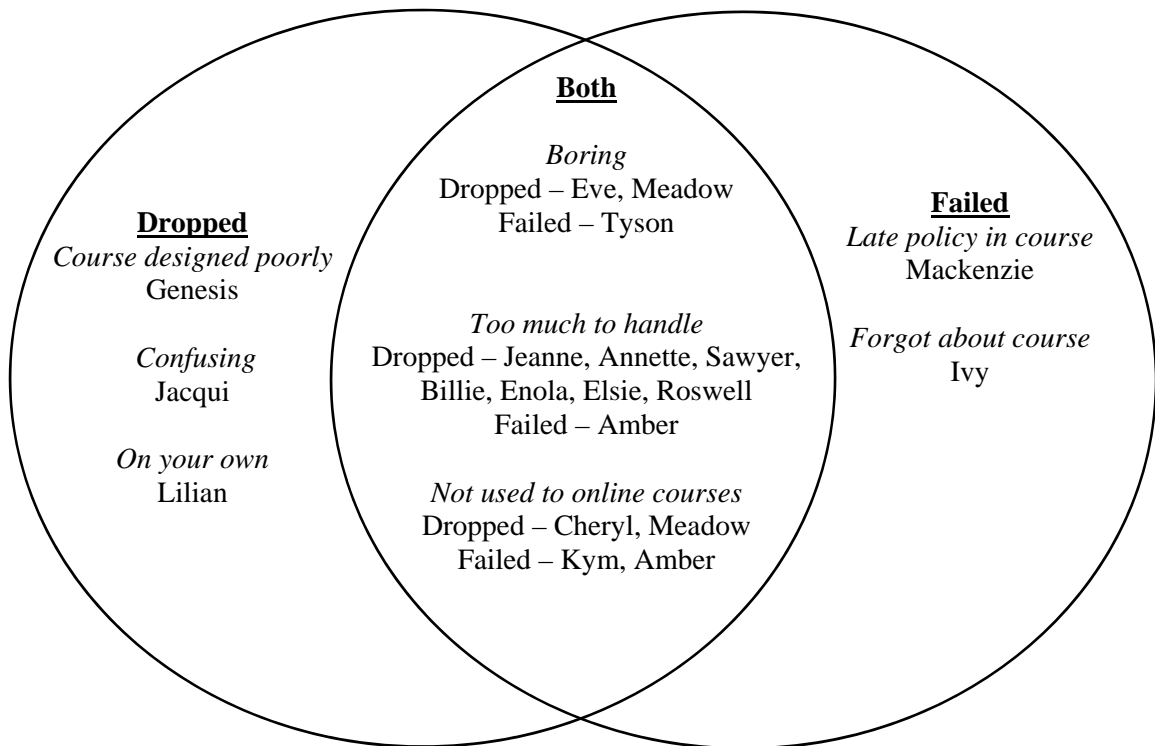 Both
Boring
Dropped – Eve, Meadow
Failed – Tyson
Dropped
Course designed poorly
Genesis
Confusing
Jacqui
On your own
Lilian
Too much to handle
Dropped – Jeanne, Annette, Sawyer,
Billie, Enola, Elsie, Roswell
Failed – Amber
Not used to online courses
Dropped – Cheryl, Meadow
Failed – Kym, Amber
Failed
Late policy in course
Mackenzie
Forgot about course
Ivy